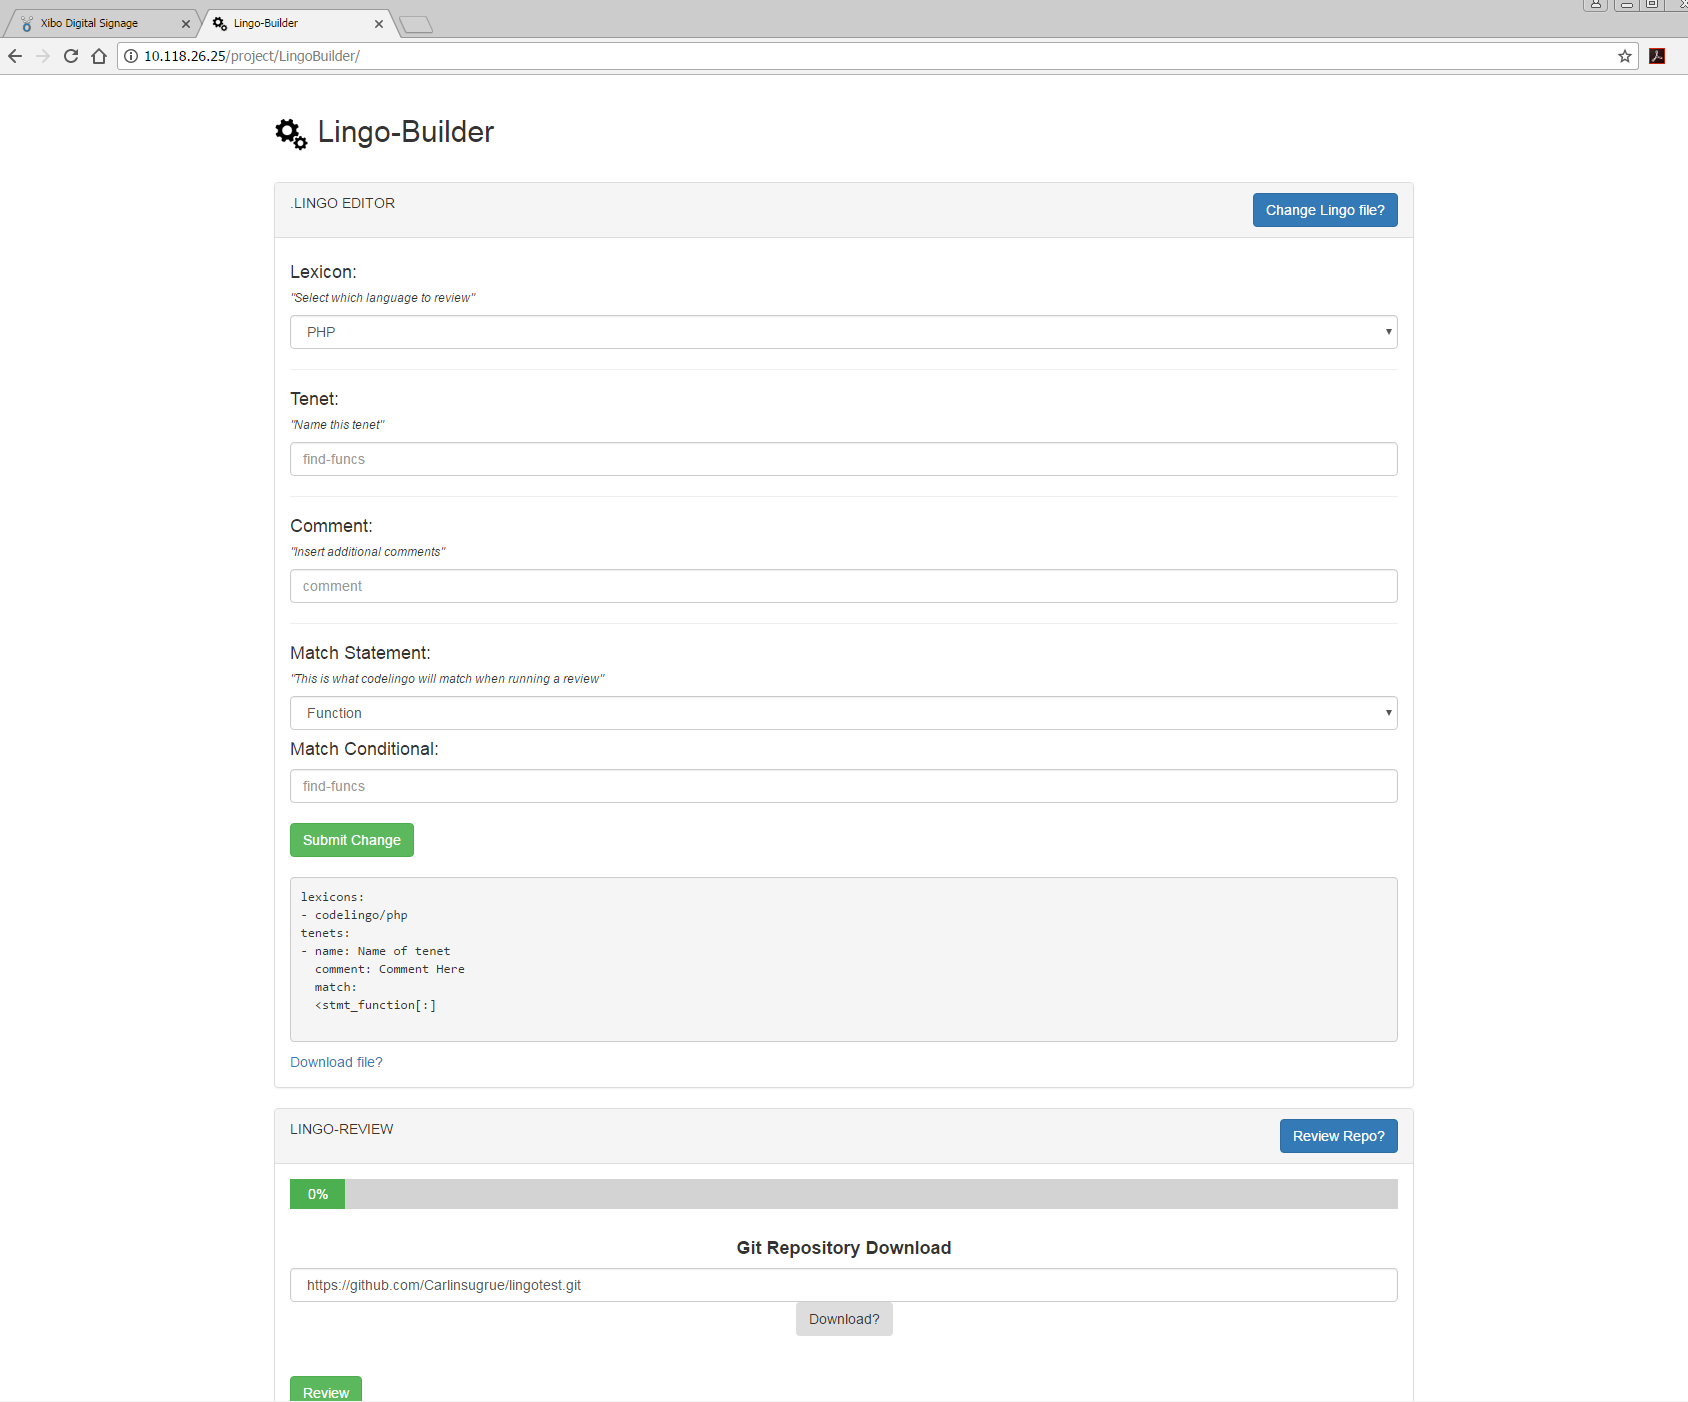 Xibo Digital Signage
Lingo-Builder
10.118.26.25/project/LingoBuilder/
Lingo-Builder
.LINGO EDITOR
Change Lingo file?
Lexicon:
"Select which language to review"
PHP
Tenet:
"Name this tenet"
find-funcs
Comment:
"Insert additional comments"
comment
Match Statement:
"This is what codelingo will match when running a review"
Function
Match Conditional:
find-funcs
Submit Change
lexicons:
- codelingo/php
tenets:
- name: Name of tenet
  comment: Comment Here
  match:
  <stmt_function[:]
Download file?
LINGO-REVIEW
Review Repo?
0%
Git Repository Download
https://github.com/Carlinsugrue/lingotest.git
Download?
Review